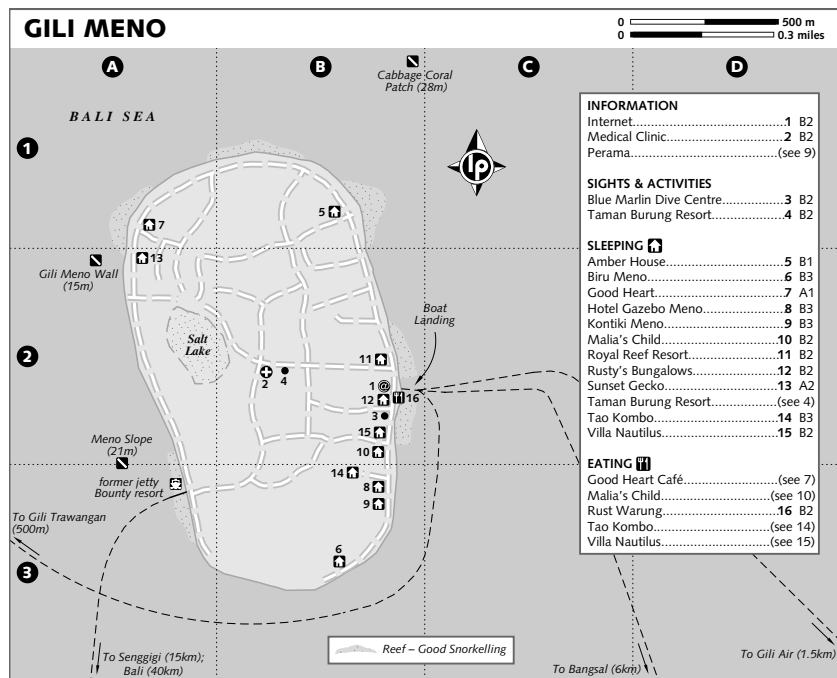 GILI MENO
0 500 m
0 0.3 miles
A B C D
Cabbage Coral
Patch (28m)
BALI SEA
1
lp
5
7
13
Gili Meno Wall
(15m)
Boat
Landing
Salt
Lake
2
11
2 4
1 @
12 16
3
15
10
Meno Slope
(21m)
14
former jetty
Bounty resort
8
9
To Gili Trawangan
(500m)
6
3
To Senggigi (15km);
Bali (40km)
Reef – Good Snorkelling
To Bangsal (6km)
To Gili Air (1.5km)
INFORMATION
Internet 1 B2
Medical Clinic 2 B2
Perama (see 9)
SIGHTS & ACTIVITIES
Blue Marlin Dive Centre 3 B2
Taman Burung Resort 4 B2
SLEEPING
Amber House 5 B1
Biru Meno 6 B3
Good Heart 7 A1
Hotel Gazebo Meno 8 B3
Kontiki Meno 9 B3
Malia's Child 10 B2
Royal Reef Resort 11 B2
Rusty's Bungalows 12 B2
Sunset Gecko 13 A2
Taman Burung Resort (see 4)
Tao Kombo 14 B3
Villa Nautilus 15 B2
EATING
Good Heart Café (see 7)
Malia's Child (see 10)
Rust Warung 16 B2
Tao Kombo (see 14)
Villa Nautilus (see 15)